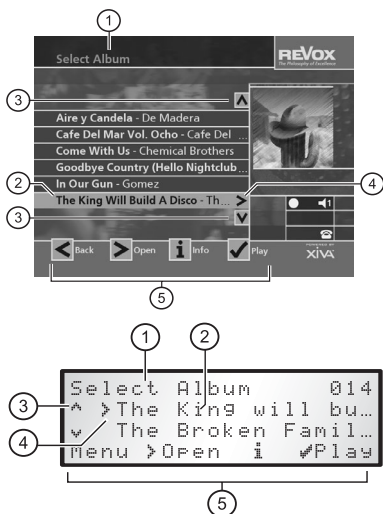 1
Select Album
REVOX
The Philosophy of Excellence
3
Aire y Candela - De Madera
Cafe Del Mar Vol. Ocho - Cafe Del ...
Come With Us - Chemical Brothers
Goodbye Country (Hello Nightclub...
In Our Gun - Gomez
2
The King Will Build A Disco - Th...
4
3
1
Back
Open
i Info
Play
POWERED BY
XiVA
5
1
2
Select Album 014
3
^ >The King will bu...
4
v The Broken Famil...
Menu >Open i ✓Play
5